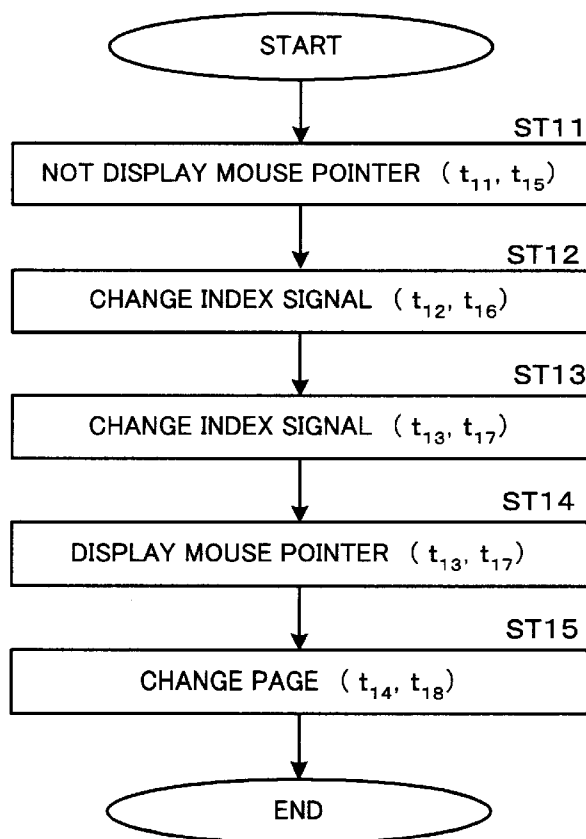 START
ST11
NOT DISPLAY MOUSE POINTER ( t₁₁, t₁₅)
ST12
CHANGE INDEX SIGNAL ( t₁₂, t₁₆)
ST13
CHANGE INDEX SIGNAL ( t₁₃, t₁₇)
ST14
DISPLAY MOUSE POINTER ( t₁₃, t₁₇)
ST15
CHANGE PAGE ( t₁₄, t₁₈)
END